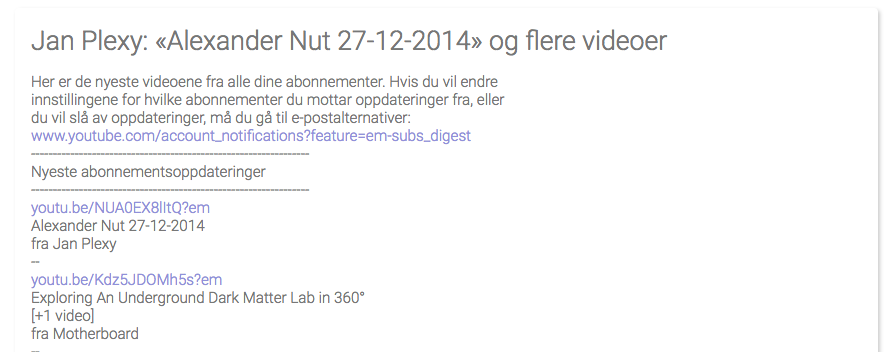 Jan Plexy: «Alexander Nut 27-12-2014» og flere videoer
Her er de nyeste videoene fra alle dine abonnementer. Hvis du vil endre
innstillingene for hvilke abonnementer du mottar oppdateringer fra, eller
du vil slå av oppdateringer, må du gå til e-postalternativer:
www.youtube.com/account_notifications?feature=em-subs_digest
----------------------------------------------------------------
Nyeste abonnementsoppdateringer
----------------------------------------------------------------
youtu.be/NUA0EX8lItQ?em
Alexander Nut 27-12-2014
fra Jan Plexy
--
youtu.be/Kdz5JDOMh5s?em
Exploring An Underground Dark Matter Lab in 360°
[+1 video]
fra Motherboard
--